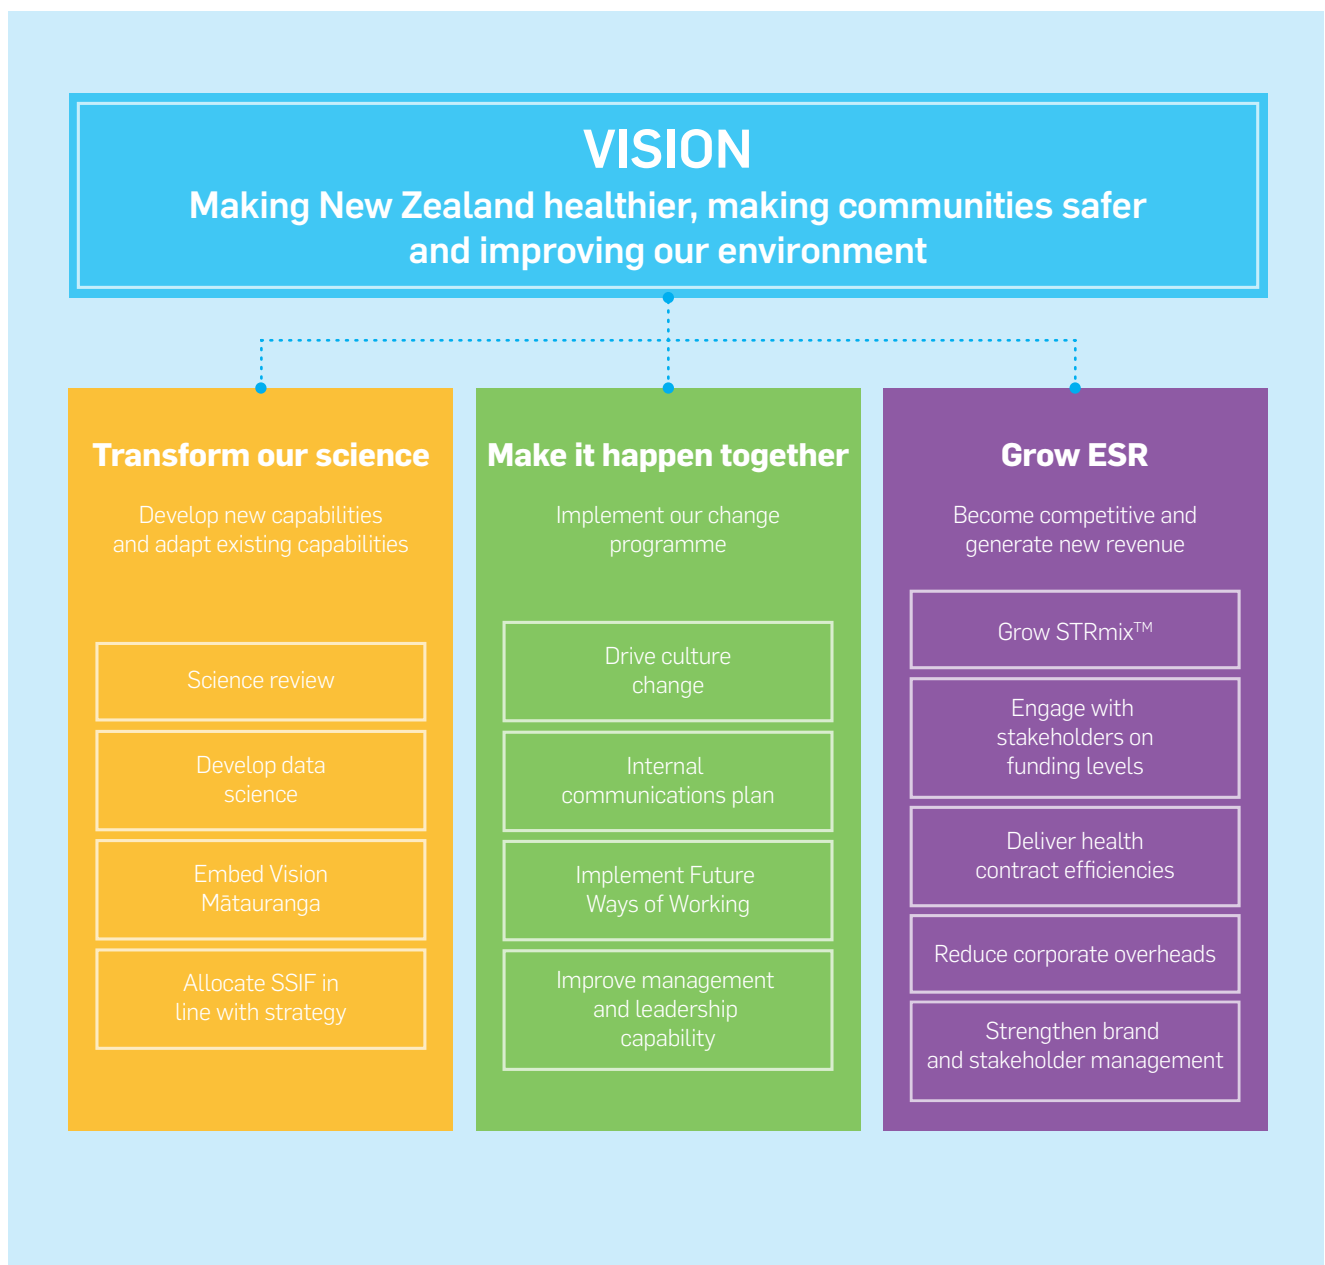 VISION
Making New Zealand healthier, making communities safer
and improving our environment
Transform our science
Develop new capabilities
and adapt existing capabilities
Science review
Develop data
science
Embed Vision
Mātauranga
Allocate SSIF in
line with strategy
Make it happen together
Implement our change
programme
Drive culture
change
Internal
communications plan
Implement Future
Ways of Working
Improve management
and leadership
capability
Grow ESR
Become competitive and
generate new revenue
Grow STRmix™
Engage with
stakeholders on
funding levels
Deliver health
contract efficiencies
Reduce corporate overheads
Strengthen brand
and stakeholder management